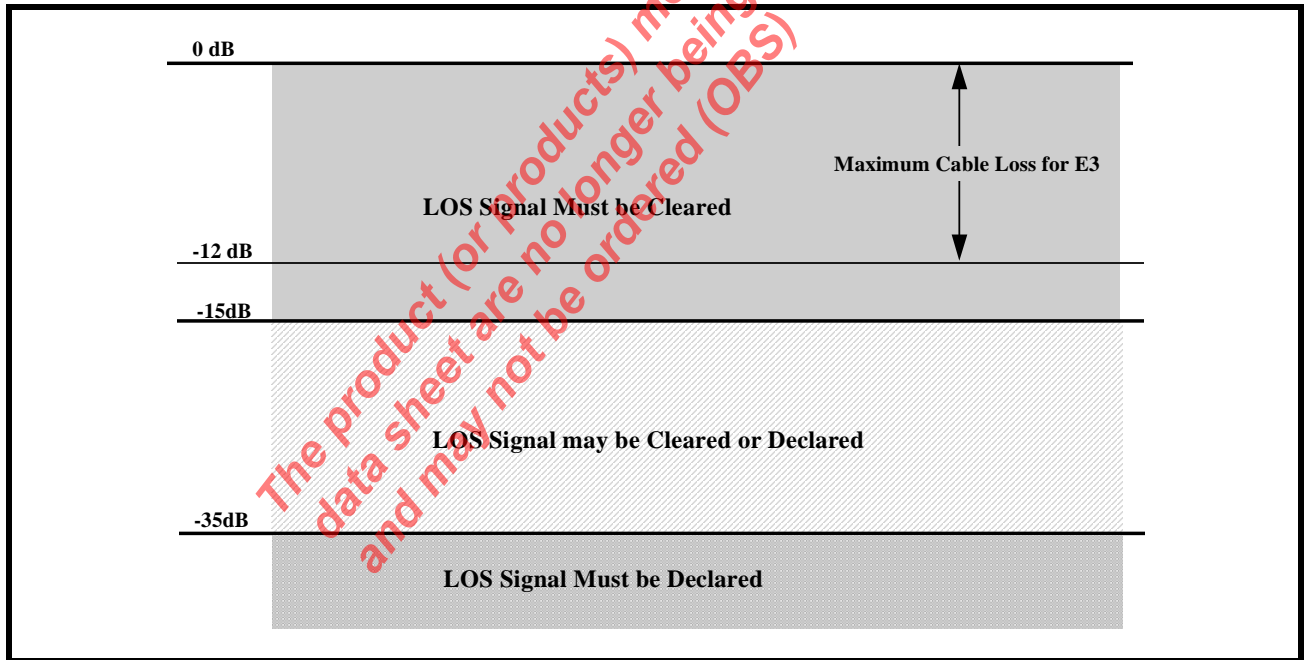 0 dB
Maximum Cable Loss for E3
LOS Signal Must be Cleared
-12 dB
-15dB
LOS Signal may be Cleared or Declared
-35dB
LOS Signal Must be Declared
The product (or products)
data sheet are no longer being
and may not be ordered (OBS)